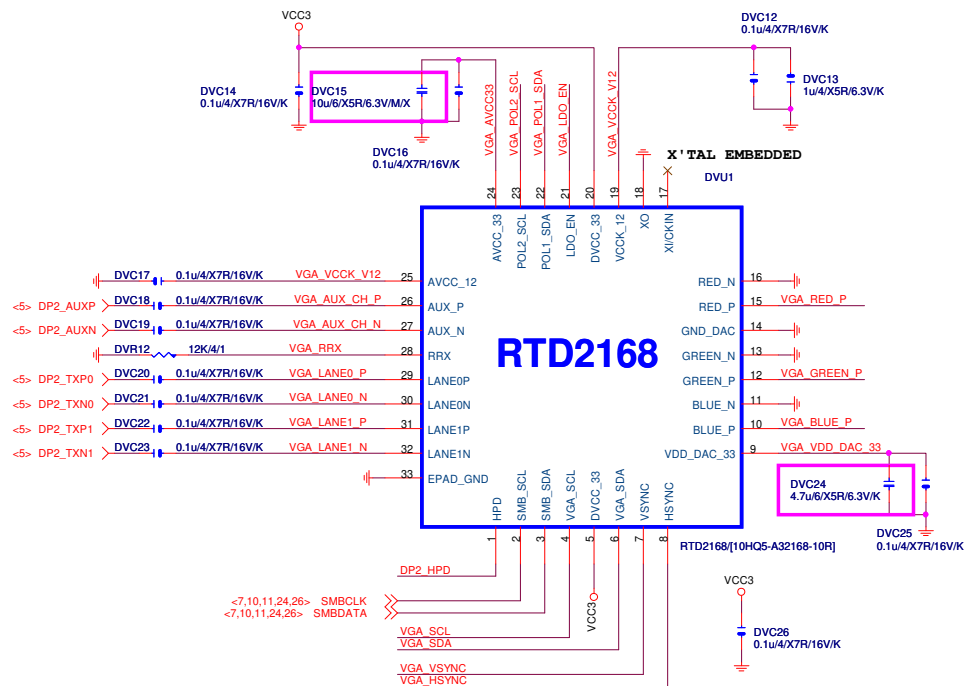 VCC3
DVC12
0.1u/4/X7R/16V/K
DVC14
0.1u/4/X7R/16V/K
DVC15
10u/6/X5R/6.3V/M/X
DVC16
0.1u/4/X7R/16V/K
DVC13
1u/4/X5R/6.3V/K
VGA_AVCC33
VGA_POL2_SCL
VGA_POL1_SDA
VGA_LDO_EN
VGA_VCCK_V12
X'TAL EMBEDDED
DVU1
24
23
22
21
20
19
18
17
AVCC_33
POL2_SCL
POL1_SDA
LDO_EN
DVCC_33
VCCK_12
XO
XI/CKIN
DVC17 0.1u/4/X7R/16V/K VGA_VCCK_V12 25 AVCC_12
<5> DP2_AUXP DVC18 0.1u/4/X7R/16V/K VGA_AUX_CH_P 26 AUX_P
<5> DP2_AUXN DVC19 0.1u/4/X7R/16V/K VGA_AUX_CH_N 27 AUX_N
DVR12 12K/4/1 VGA_RRX 28 RRX
<5> DP2_TXP0 DVC20 0.1u/4/X7R/16V/K VGA_LANE0_P 29 LANE0P
<5> DP2_TXN0 DVC21 0.1u/4/X7R/16V/K VGA_LANE0_N 30 LANE0N
<5> DP2_TXP1 DVC22 0.1u/4/X7R/16V/K VGA_LANE1_P 31 LANE1P
<5> DP2_TXN1 DVC23 0.1u/4/X7R/16V/K VGA_LANE1_N 32 LANE1N
33 EPAD_GND
RTD2168
RED_N 16
RED_P 15 VGA_RED_P
GND_DAC 14
GREEN_N 13
GREEN_P 12 VGA_GREEN_P
BLUE_N 11
BLUE_P 10 VGA_BLUE_P
VDD_DAC_33 9 VGA_VDD_DAC_33
DVC24
4.7u/6/X5R/6.3V/K
DVC25
0.1u/4/X7R/16V/K
HPD
SMB_SCL
SMB_SDA
VGA_SCL
DVCC_33
VGA_SDA
VSYNC
HSYNC
1
2
3
4
5
6
7
8
RTD2168/[10HQ5-A32168-10R]
DP2_HPD
<7,10,11,24,26> SMBCLK
<7,10,11,24,26> SMBDATA
VCC3
VGA_SCL
VGA_SDA
VGA_VSYNC
VGA_HSYNC
VCC3
DVC26
0.1u/4/X7R/16V/K